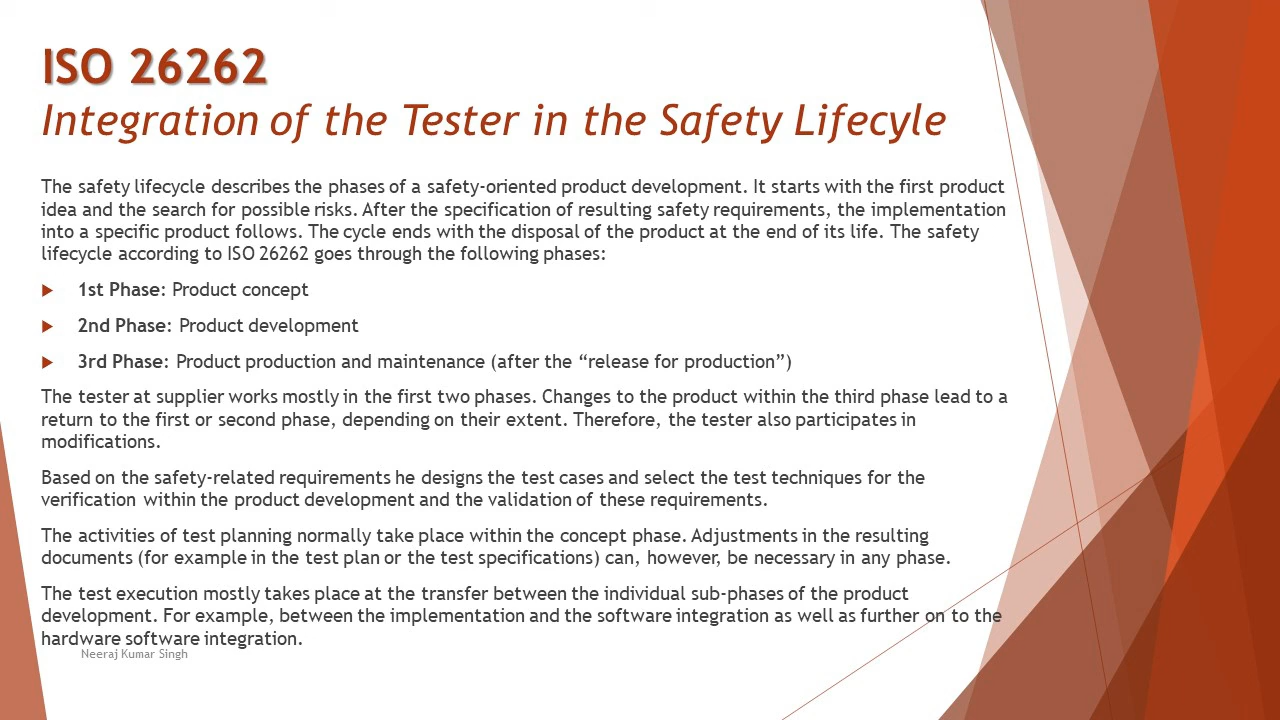 ISO 26262
Integration of the Tester in the Safety Lifecyle
The safety lifecycle describes the phases of a safety-oriented product development. It starts with the first product
idea and the search for possible risks. After the specification of resulting safety requirements, the implementation
into a specific product follows. The cycle ends with the disposal of the product at the end of its life. The safety
lifecycle according to ISO 26262 goes through the following phases:
1st Phase: Product concept
2nd Phase: Product development
3rd Phase: Product production and maintenance (after the “release for production”)
The tester at supplier works mostly in the first two phases. Changes to the product within the third phase lead to a
return to the first or second phase, depending on their extent. Therefore, the tester also participates in
modifications.
Based on the safety-related requirements he designs the test cases and select the test techniques for the
verification within the product development and the validation of these requirements.
The activities of test planning normally take place within the concept phase. Adjustments in the resulting
documents (for example in the test plan or the test specifications) can, however, be necessary in any phase.
The test execution mostly takes place at the transfer between the individual sub-phases of the product
development. For example, between the implementation and the software integration as well as further on to the
hardware software integration.
Neeraj Kumar Singh